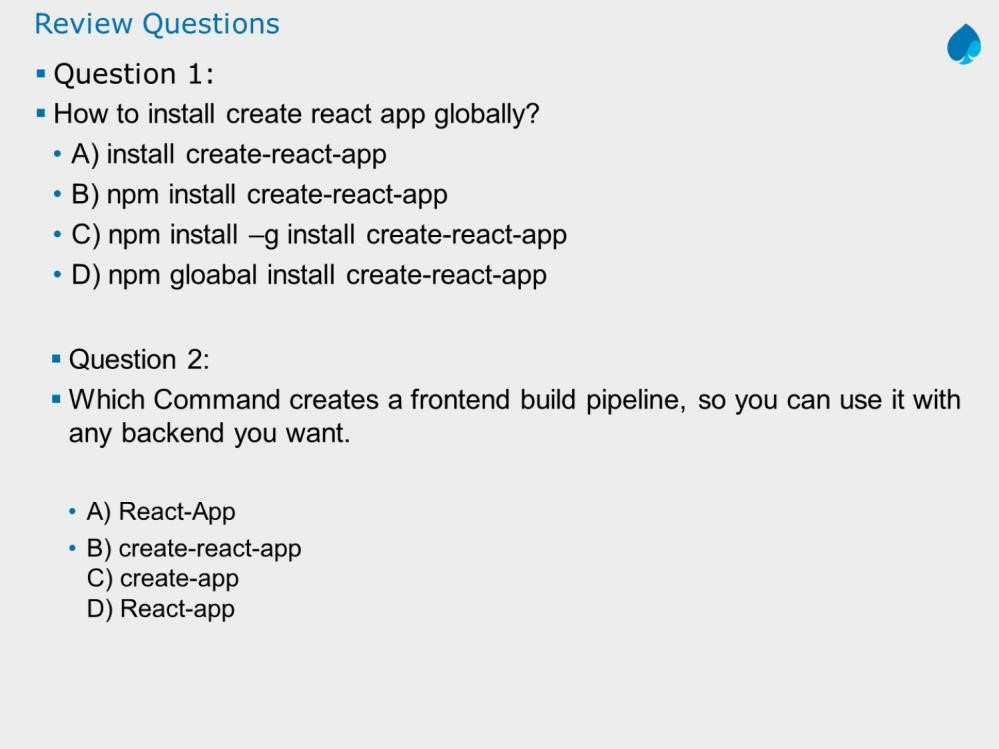 Review Questions
▪ Question 1:
▪ How to install create react app globally?
• A) install create-react-app
• B) npm install create-react-app
• C) npm install –g install create-react-app
• D) npm gloabal install create-react-app
▪ Question 2:
▪ Which Command creates a frontend build pipeline, so you can use it with
any backend you want.
• A) React-App
• B) create-react-app
C) create-app
D) React-app